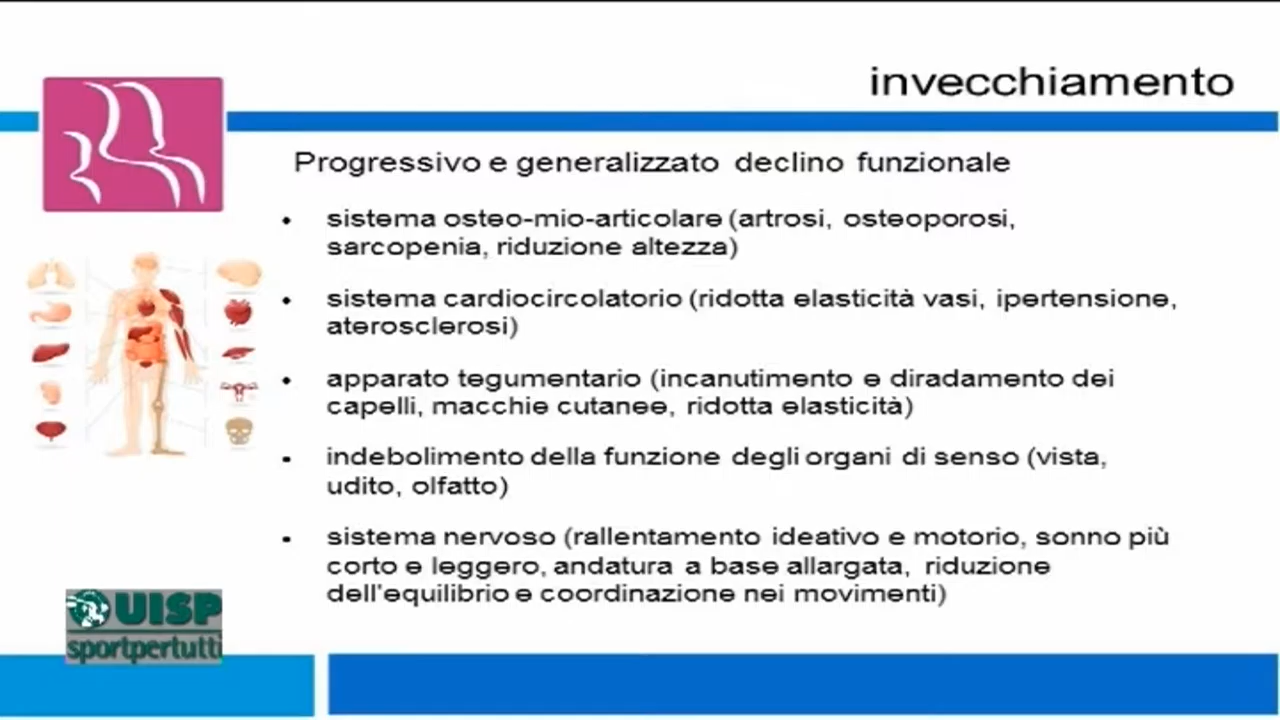 invecchiamento
Progressivo e generalizzato declino funzionale
• sistema osteo-mio-articolare (artrosi, osteoporosi,
sarcopenia, riduzione altezza)
• sistema cardiocircolatorio (ridotta elasticità vasi, ipertensione,
aterosclerosi)
• apparato tegumentario (incanutimento e diradamento dei
capelli, macchie cutanee, ridotta elasticità)
• indebolimento della funzione degli organi di senso (vista,
udito, olfatto)
• sistema nervoso (rallentamento ideativo e motorio, sonno più
corto e leggero, andatura a base allargata, riduzione
dell'equilibrio e coordinazione nei movimenti)
UISP
sportpertutti